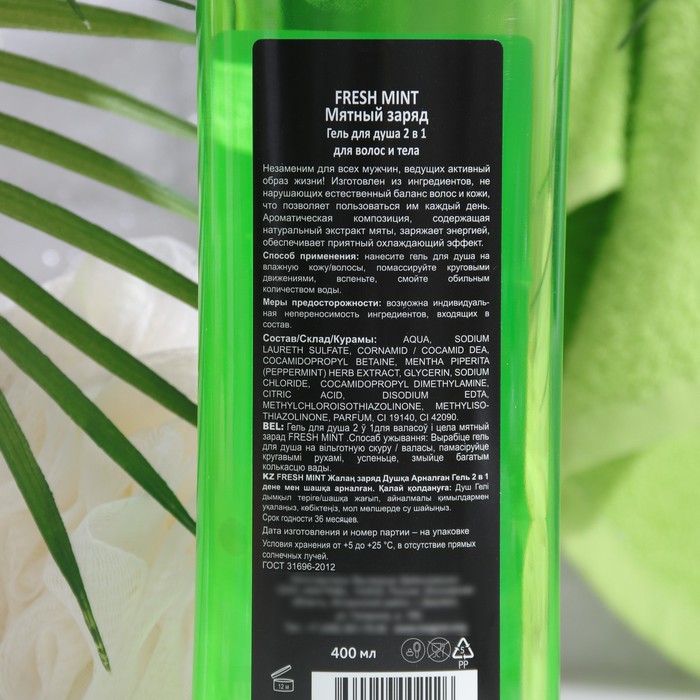 FRESH MINT
Мятный заряд
Гель для душа 2 в 1
для волос и тела
Незаменим для всех мужчин, ведущих активный
образ жизни! Изготовлен из ингредиентов, не
нарушающих естественный баланс волос и кожи,
что позволяет пользоваться им каждый день.
Ароматическая композиция, содержащая
натуральный экстракт мяты, заряжает энергией,
обеспечивает приятный охлаждающий эффект.
Способ применения: нанесите гель для душа на
влажную кожу/волосы, помассируйте круговыми
движениями, вспеньте, смойте обильным
количеством воды.
Меры предосторожности: возможна индивидуаль-
ная непереносимость ингредиентов, входящих в
состав.
Состав/Склад/Курамы: AQUA, SODIUM
LAURETH SULFATE, CORNAMID / COCAMID DEA,
COCAMIDOPROPYL BETAINE, MENTHA PIPERITA
(PEPPERMINT) HERB EXTRACT, GLYCERIN, SODIUM
CHLORIDE, COCAMIDOPROPYL DIMETHYLAMINE,
CITRIC ACID, DISODIUM EDTA,
METHYLCHLOROISOTHIAZOLINONE, METHYLISO-
THIAZOLINONE, PARFUM, CI 19140, CI 42090.
BEL: Гель для душа 2 ў 1для валасоў і цела мятный
зарад FRESH MINT .Спосаб ужывання: Вырабіце гель
для душа на вільготную скуру / валасы, памасіруйце
кругавымі рухамі, успеньце, змыйце багатым
колькасцю вады.
KZ FRESH MINT Жалаң заряд Душқа Арналған Гель 2 в 1
дене мен шашқа арналған. Қалай қолдануға: Душ Гелі
дымқыл теріге/шашқа жағып, айналмалы қимылдармен
уқалаңыз, көбіктеңіз, мол мөлшерде су шайыңыз.
Срок годности 36 месяцев.
Дата изготовления и номер партии – на упаковке
Условия хранения от +5 до +25 °С, в отсутствие прямых
солнечных лучей.
ГОСТ 31696-2012
400 мл
5
PP
12 м